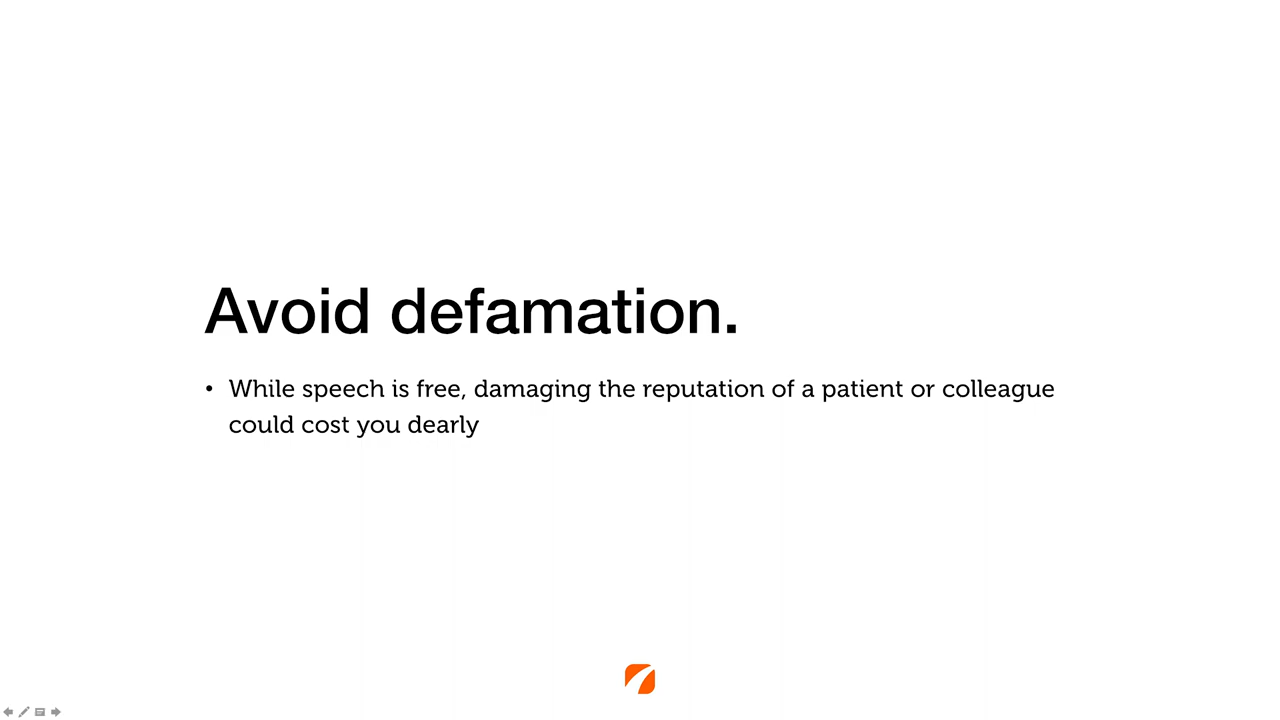 Avoid defamation.
• While speech is free, damaging the reputation of a patient or colleague
could cost you dearly